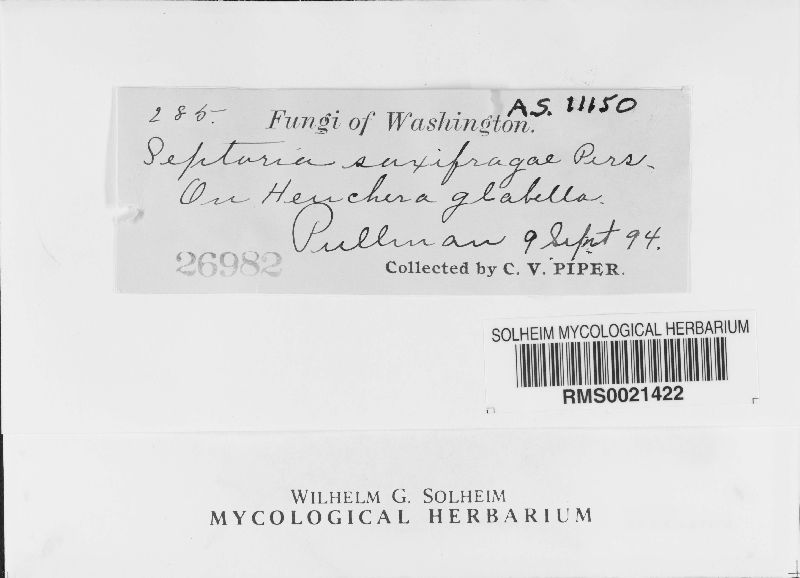 285. Fungi of Washington. A.S. 11150
Septoria saxifragae Pers.
On Heuchera glabella.
Pullman 9 Sept 94.
26982 Collected by C. V. PIPER.
SOLHEIM MYCOLOGICAL HERBARIUM
RMS0021422
WILHELM G. SOLHEIM
MYCOLOGICAL HERBARIUM